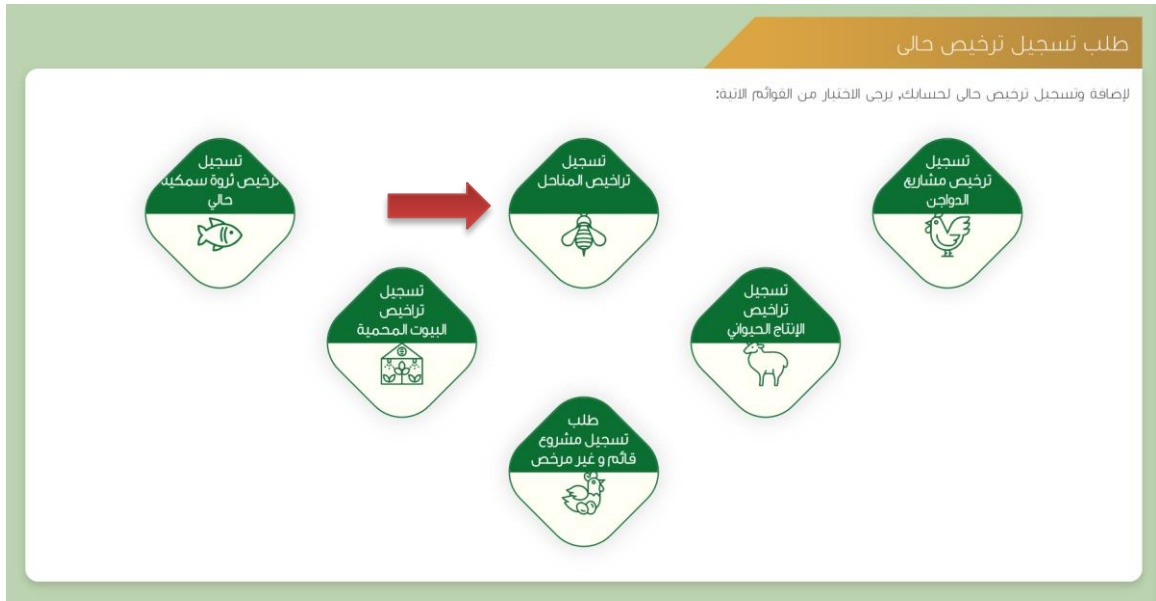 طلب تسجيل ترخيص حالى
لإضافة وتسجيل ترخيص حالى لحسابك, يرجى الاختيار من القوائم الاتية:
تسجيل
ترخيص مشاريع
الدواجن
تسجيل
تراخيص المناحل
تسجيل
ترخيص ثروة سمكية
حالي
تسجيل
تراخيص
الإنتاج الحيواني
تسجيل
تراخيص
البيوت المحمية
طلب
تسجيل مشروع
قائم و غير مرخص